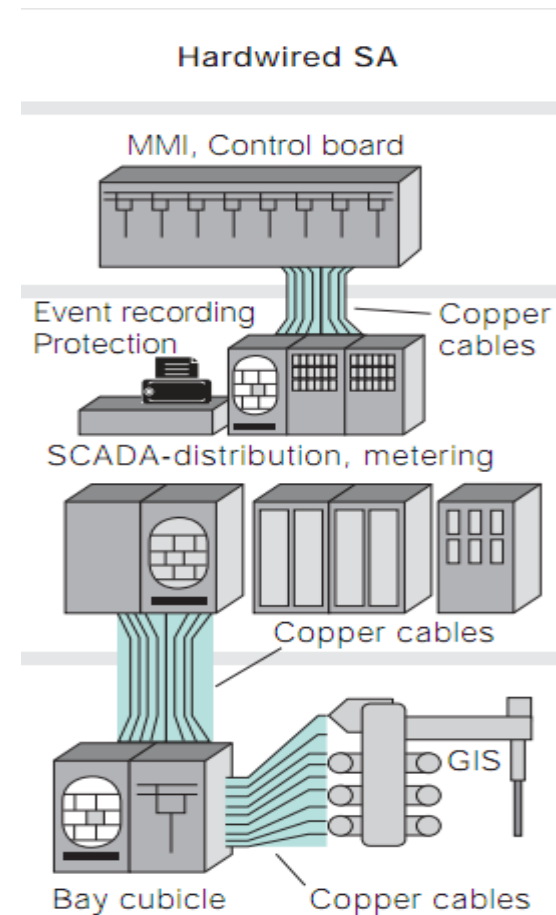 Hardwired SA
MMI, Control board
Event recording
Protection
Copper
cables
SCADA-distribution, metering
Copper cables
GIS
Bay cubicle
Copper cables